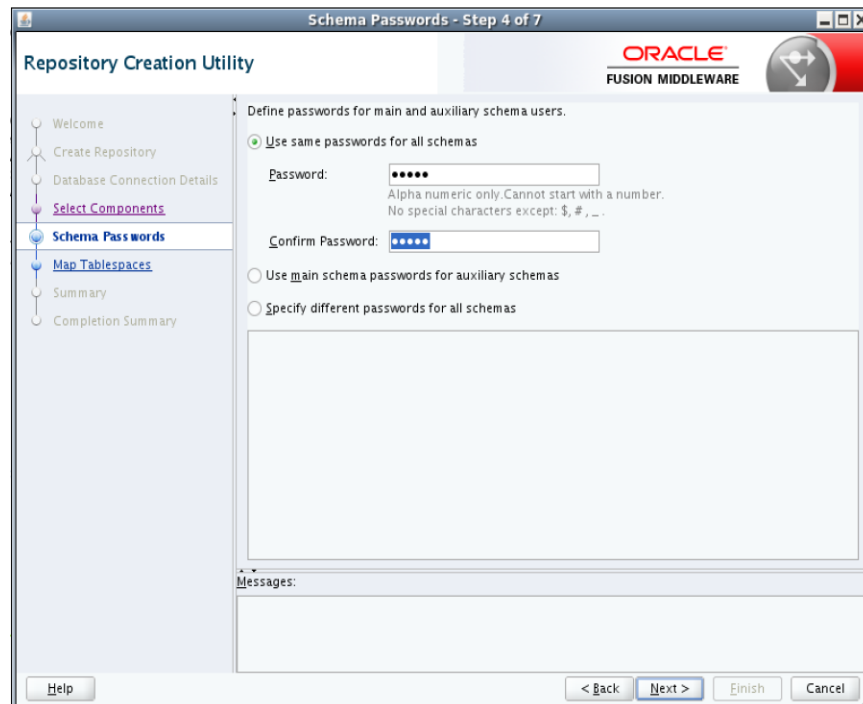 Schema Passwords - Step 4 of 7
Repository Creation Utility
ORACLE
FUSION MIDDLEWARE
Welcome
Create Repository
Database Connection Details
Select Components
Schema Passwords
Map Tablespaces
Summary
Completion Summary
Define passwords for main and auxiliary schema users.
Use same passwords for all schemas
Password: •••••
Alpha numeric only.Cannot start with a number.
No special characters except: $, #, _ .
Confirm Password: •••••
Use main schema passwords for auxiliary schemas
Specify different passwords for all schemas
Messages:
Help
< Back
Next >
Finish
Cancel